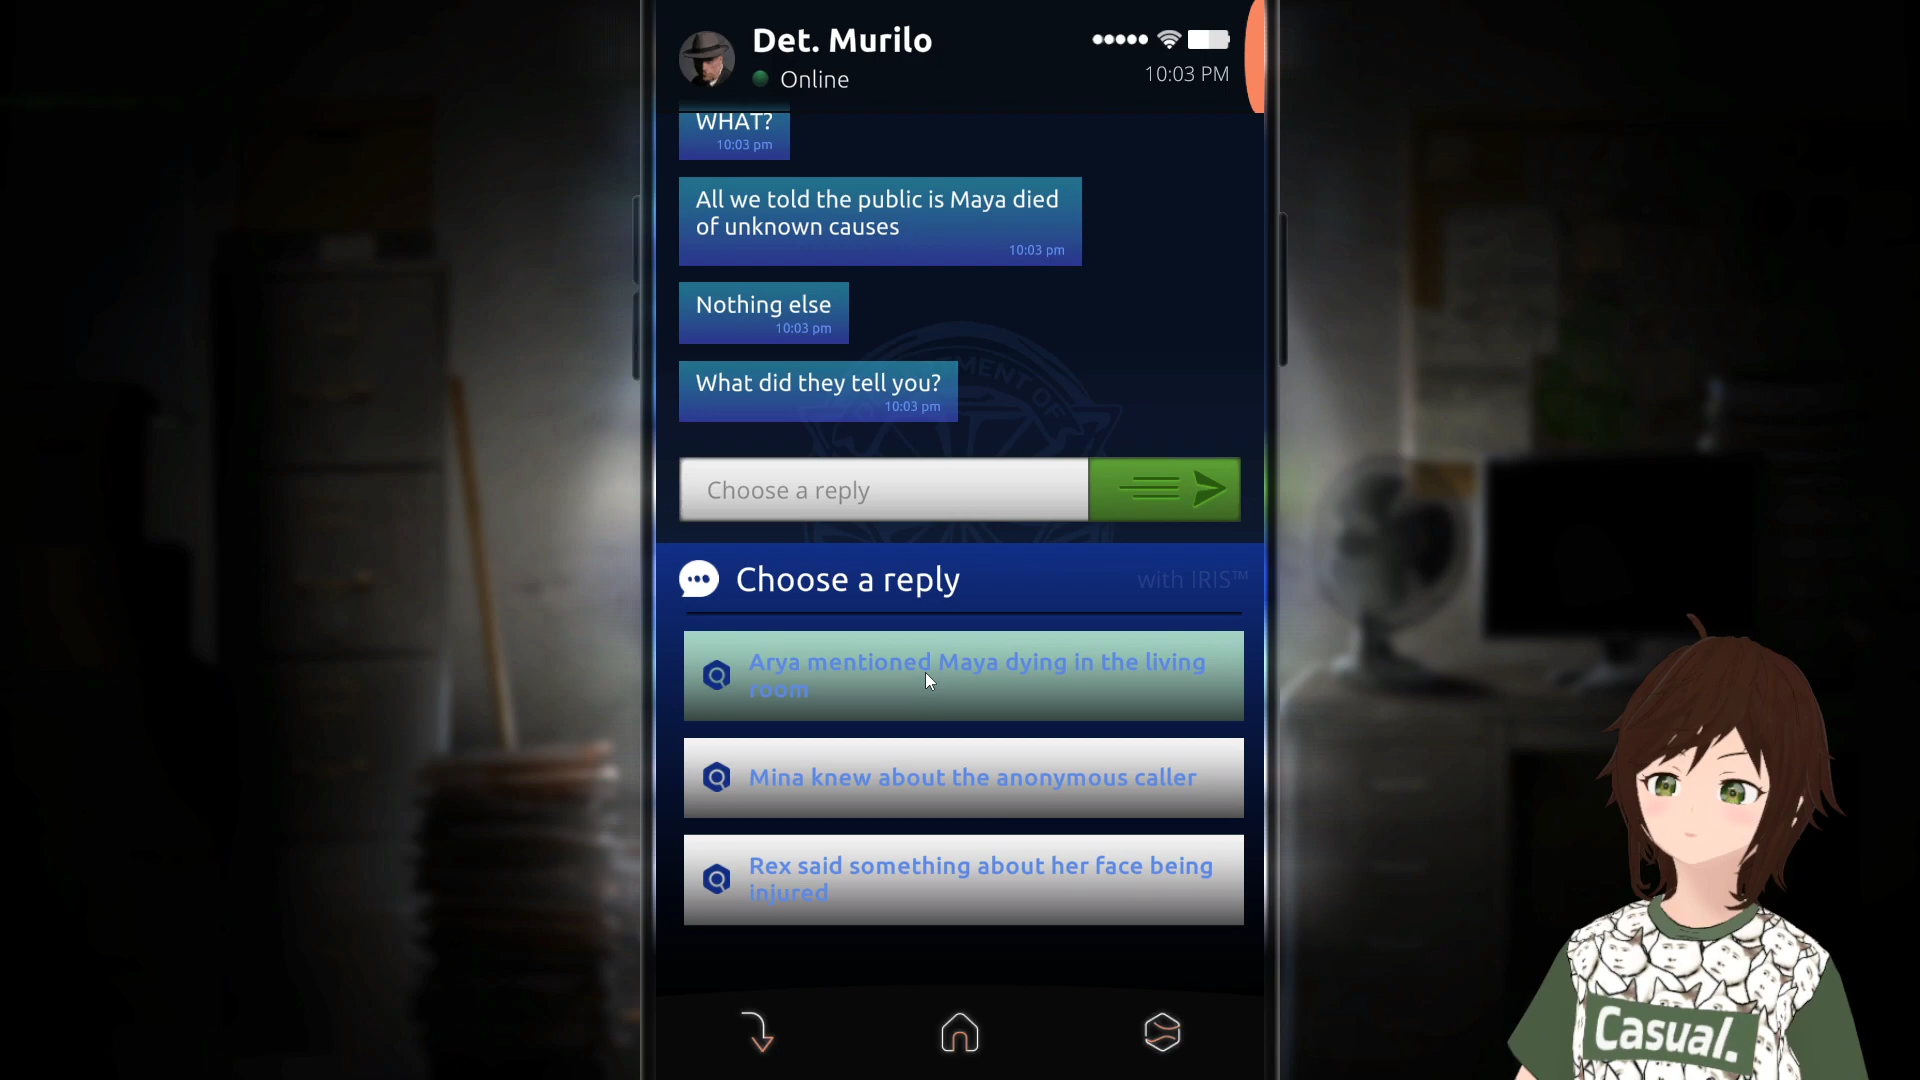 Det. Murilo
Online
10:03 PM
WHAT?
10:03 pm
All we told the public is Maya died
of unknown causes
10:03 pm
Nothing else
10:03 pm
What did they tell you?
10:03 pm
MENT OF
Choose a reply
Choose a reply
with IRIS™
Arya mentioned Maya dying in the living
room
Mina knew about the anonymous caller
Rex said something about her face being
injured
Casual.